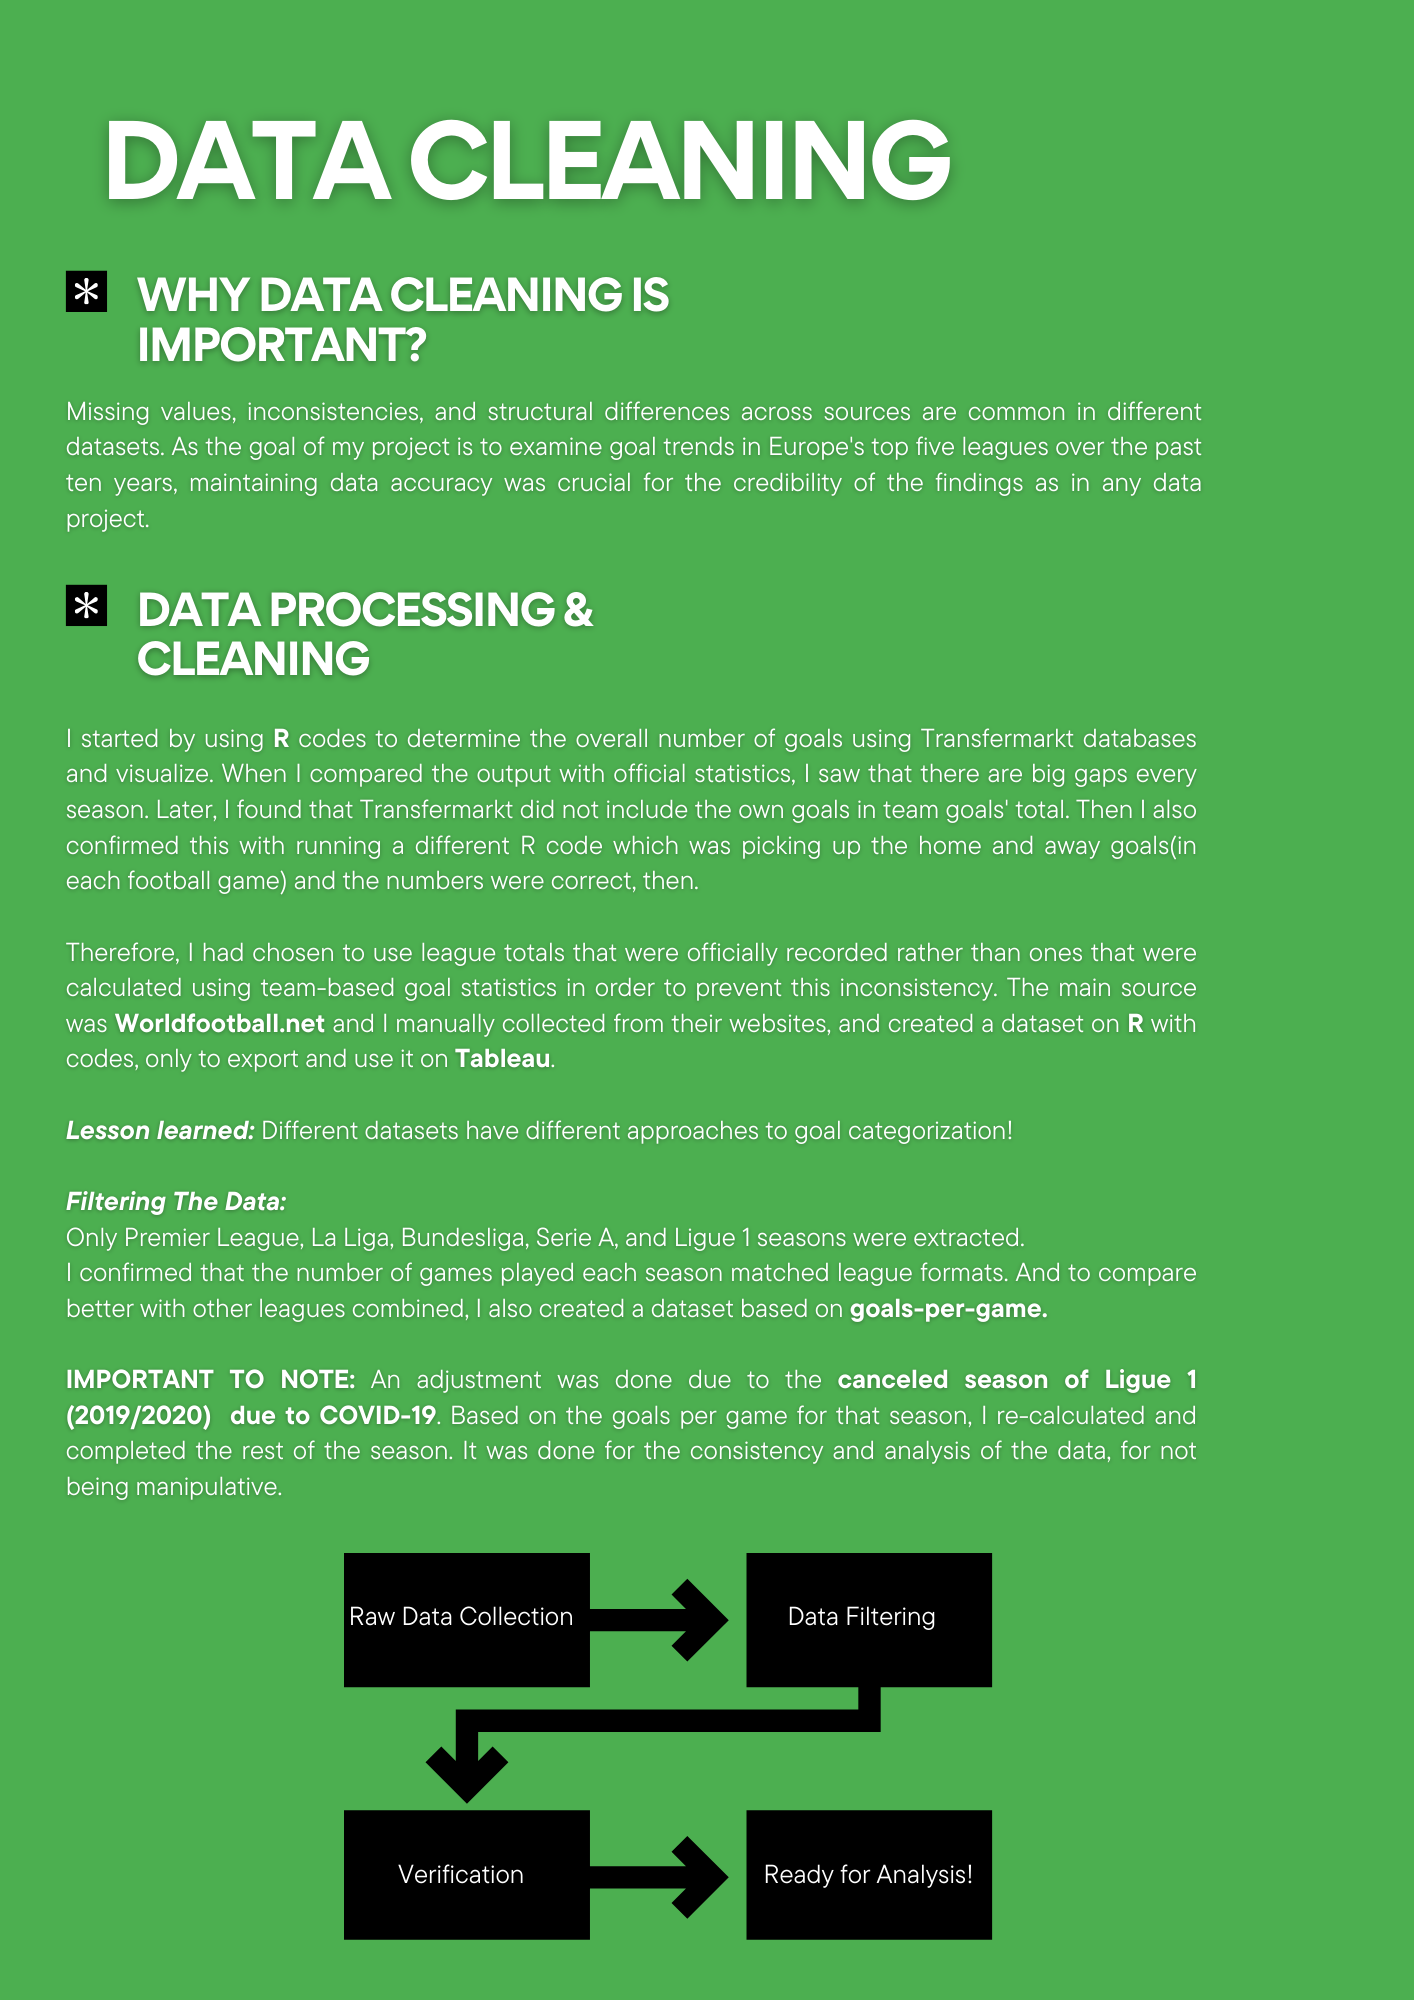 DATA CLEANING
* WHY DATA CLEANING IS
IMPORTANT?
Missing values, inconsistencies, and structural differences across sources are common in different
datasets. As the goal of my project is to examine goal trends in Europe's top five leagues over the past
ten years, maintaining data accuracy was crucial for the credibility of the findings as in any data
project.
* DATA PROCESSING &
CLEANING
I started by using R codes to determine the overall number of goals using Transfermarkt databases
and visualize. When I compared the output with official statistics, I saw that there are big gaps every
season. Later, I found that Transfermarkt did not include the own goals in team goals' total. Then I also
confirmed this with running a different R code which was picking up the home and away goals(in
each football game) and the numbers were correct, then.
Therefore, I had chosen to use league totals that were officially recorded rather than ones that were
calculated using team-based goal statistics in order to prevent this inconsistency. The main source
was Worldfootball.net and I manually collected from their websites, and created a dataset on R with
codes, only to export and use it on Tableau.
Lesson learned: Different datasets have different approaches to goal categorization!
Filtering The Data:
Only Premier League, La Liga, Bundesliga, Serie A, and Ligue 1 seasons were extracted.
I confirmed that the number of games played each season matched league formats. And to compare
better with other leagues combined, I also created a dataset based on goals-per-game.
IMPORTANT TO NOTE: An adjustment was done due to the canceled season of Ligue 1
(2019/2020) due to COVID-19. Based on the goals per game for that season, I re-calculated and
completed the rest of the season. It was done for the consistency and analysis of the data, for not
being manipulative.
Raw Data Collection
Data Filtering
Verification
Ready for Analysis!